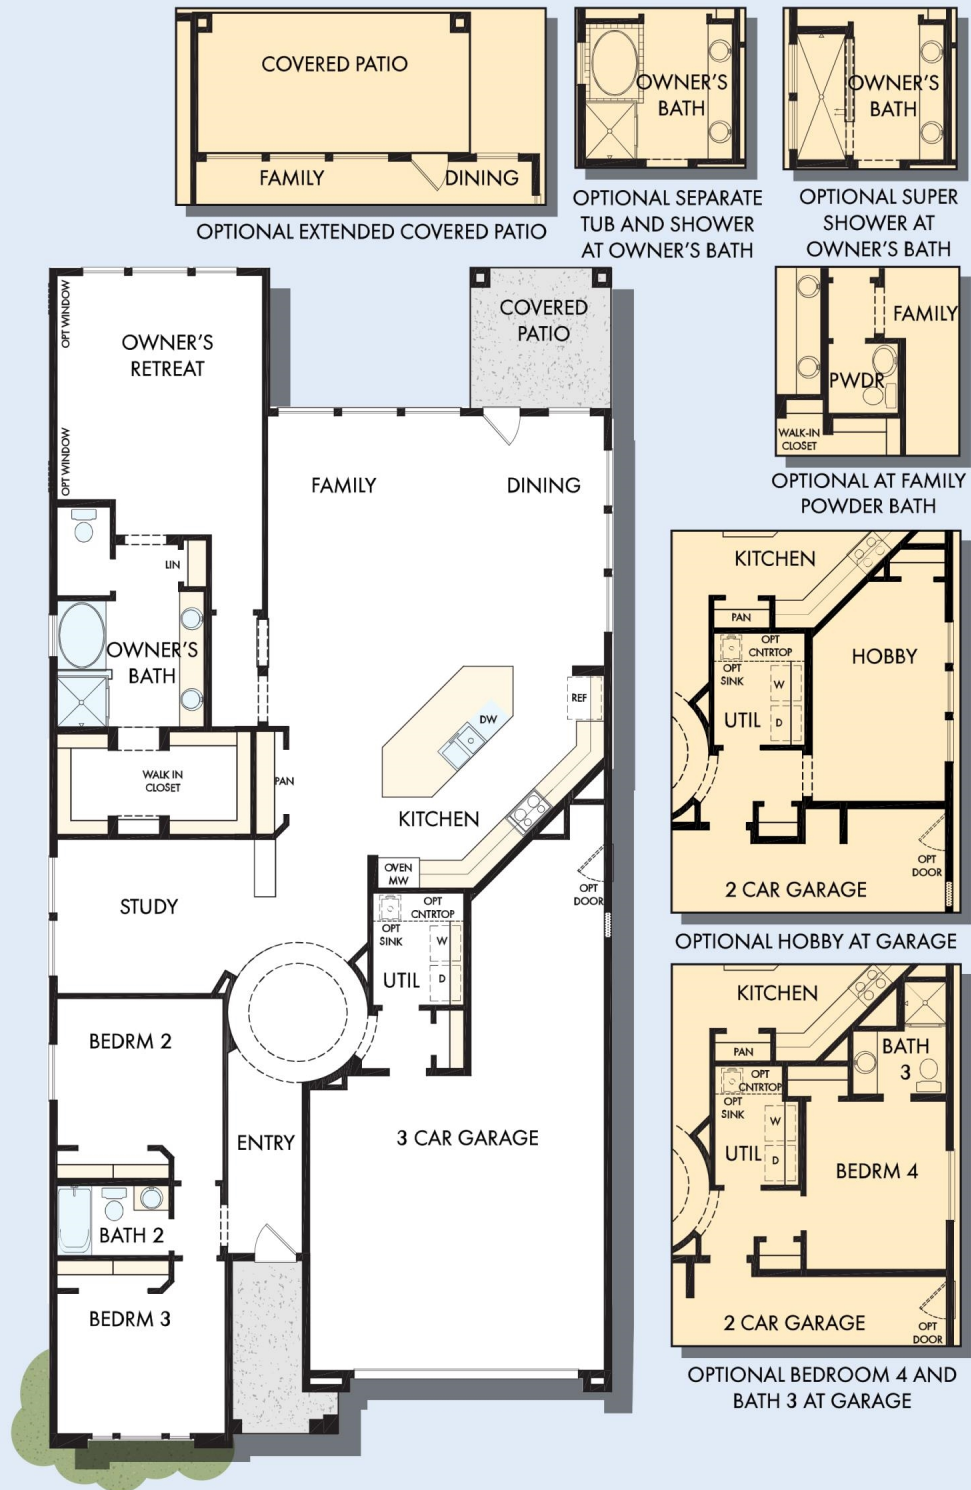 COVERED PATIO
FAMILY
DINING
OPTIONAL EXTENDED COVERED PATIO
OWNER'S
BATH
OPTIONAL SEPARATE
TUB AND SHOWER
AT OWNER'S BATH
OWNER'S
BATH
OPTIONAL SUPER
SHOWER AT
OWNER'S BATH
FAMILY
PWDR
WALK-IN
CLOSET
OPTIONAL AT FAMILY
POWDER BATH
OPT WINDOW
OWNER'S
RETREAT
OPT WINDOW
COVERED
PATIO
FAMILY
DINING
LIN
OWNER'S
BATH
WALK IN
CLOSET
PAN
REF
DW
KITCHEN
OVEN
MW
OPT
DOOR
STUDY
OPT
CNTRTOP
OPT
SINK
W
D
UTIL
BEDRM 2
ENTRY
3 CAR GARAGE
BATH 2
BEDRM 3
KITCHEN
PAN
OPT
CNTRTOP
OPT
SINK
W
D
UTIL
HOBBY
OPT
DOOR
2 CAR GARAGE
OPTIONAL HOBBY AT GARAGE
KITCHEN
PAN
BATH
3
OPT
CNTRTOP
OPT
SINK
W
D
UTIL
BEDRM 4
2 CAR GARAGE
OPT
DOOR
OPTIONAL BEDROOM 4 AND
BATH 3 AT GARAGE